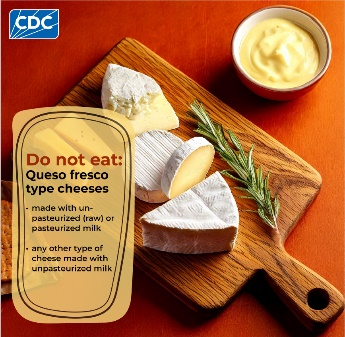 CDC
Do not eat:
Queso fresco
type cheeses
• made with un-
pasteurized (raw) or
pasteurized milk
• any other type of
cheese made with
unpasteurized milk